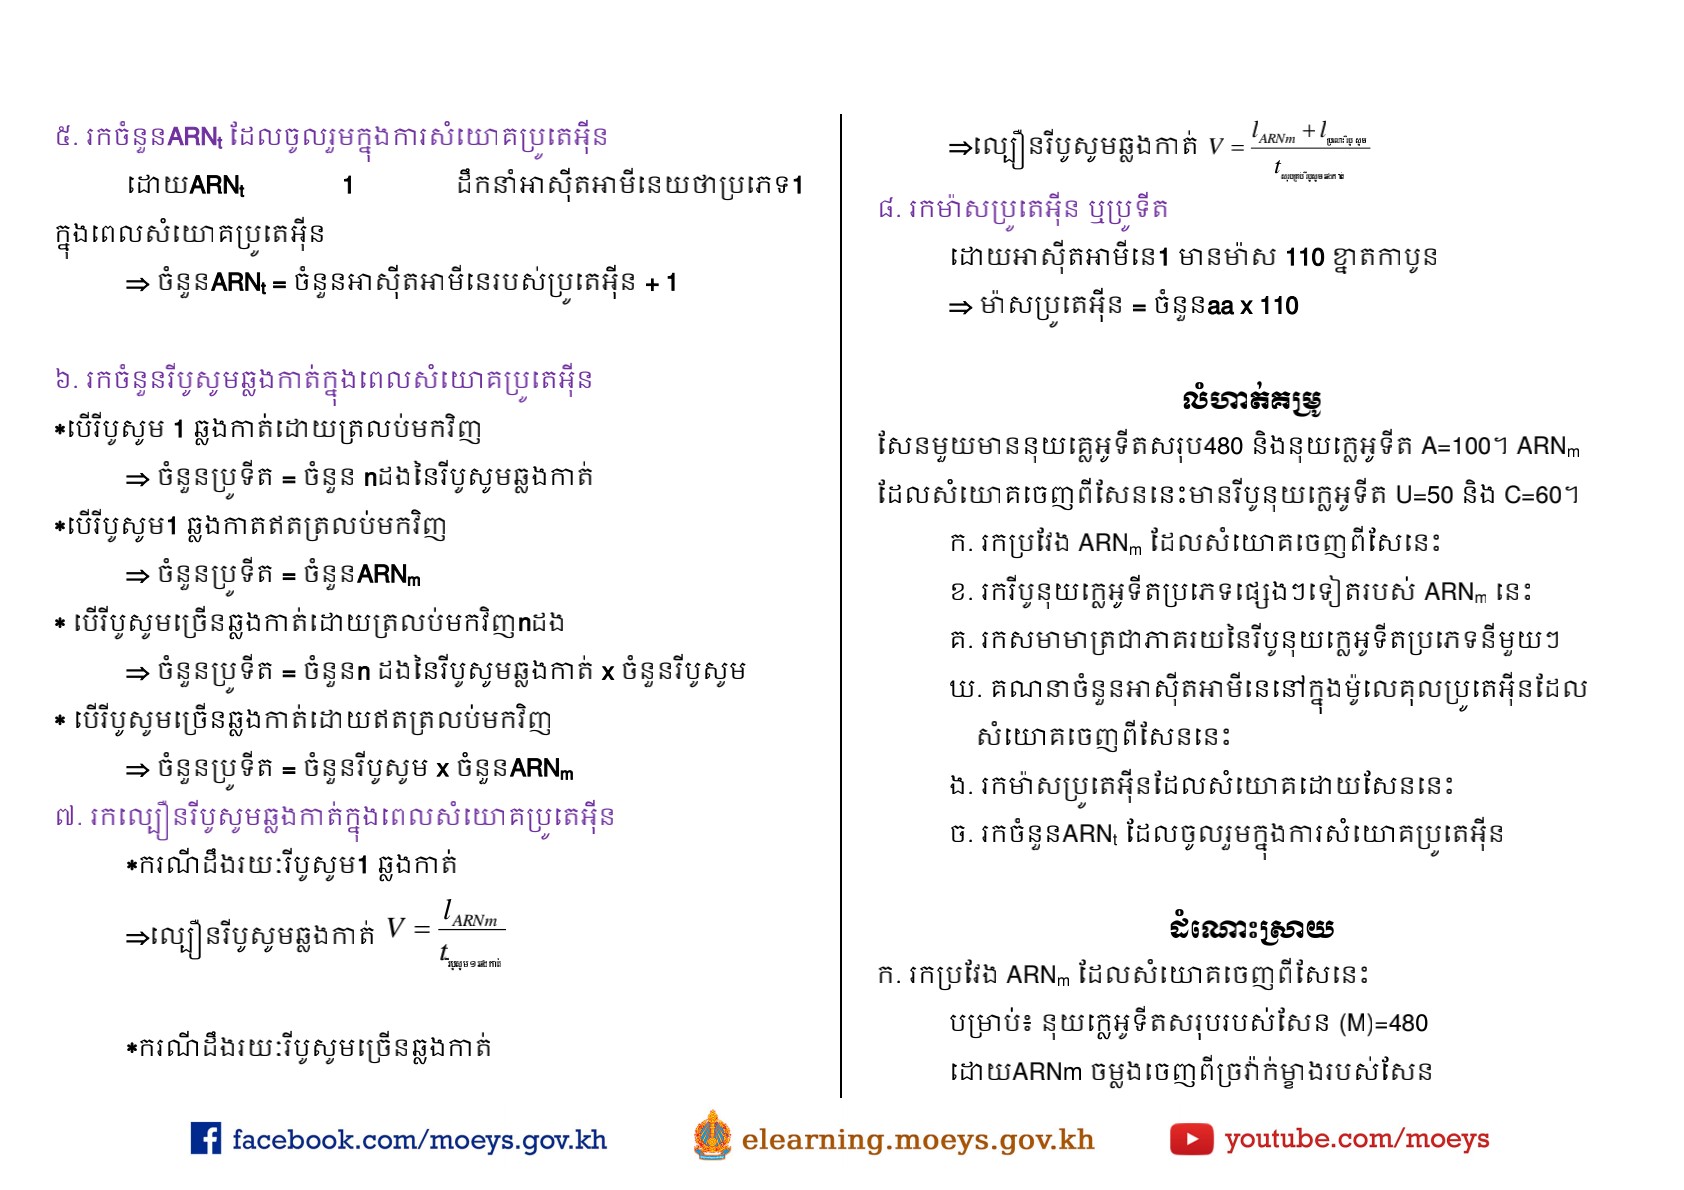 ៥. រកចំនួនARNt ដែលចូលរួមក្នុងការសំយោគប្រូតេអ៊ីន
ដោយARNt 1 ដឹកនាំអាស៊ីតអាមីនេយថាប្រភេទ1
ក្នុងពេលសំយោគប្រូតេអ៊ីន
⇒ ចំនួនARNt = ចំនួនអាស៊ីតអាមីនេរបស់ប្រូតេអ៊ីន + 1
៦. រកចំនួនរីបូសូមឆ្លងកាត់ក្នុងពេលសំយោគប្រូតេអ៊ីន
*បើរីបូសូម 1 ឆ្លងកាត់ដោយត្រលប់មកវិញ
⇒ ចំនួនប្រូទីត = ចំនួន nដងនៃរីបូសូមឆ្លងកាត់
*បើរីបូសូម1 ឆ្លងកាតឥតត្រលប់មកវិញ
⇒ ចំនួនប្រូទីត = ចំនួនARNm
* បើរីបូសូមច្រើនឆ្លងកាត់ដោយត្រលប់មកវិញnដង
⇒ ចំនួនប្រូទីត = ចំនួនn ដងនៃរីបូសូមឆ្លងកាត់ x ចំនួនរីបូសូម
* បើរីបូសូមច្រើនឆ្លងកាត់ដោយឥតត្រលប់មកវិញ
⇒ ចំនួនប្រូទីត = ចំនួនរីបូសូម x ចំនួនARNm
៧. រកល្បឿនរីបូសូមឆ្លងកាត់ក្នុងពេលសំយោគប្រូតេអ៊ីន
*ករណីដឹងរយៈរីបូសូម1 ឆ្លងកាត់
⇒ល្បឿនរីបូសូមឆ្លងកាត់ V = l ARNm / t រីបូសូម១ឆ្លងកាត់
*ករណីដឹងរយៈរីបូសូមច្រើនឆ្លងកាត់
⇒ល្បឿនរីបូសូមឆ្លងកាត់ V = l ARNm + l / t
៨. រកម៉ាសប្រូតេអ៊ីន ឬប្រូទីត
ដោយអាស៊ីតអាមីនេ1 មានម៉ាស 110 ខ្នាតកាបូន
⇒ ម៉ាសប្រូតេអ៊ីន = ចំនួនaa x 110
លំហាត់គម្រូ
សែនមួយមាននុយគ្លេអូទីតសរុប480 និងនុយក្លេអូទីត A=100។ ARNm
ដែលសំយោគចេញពីសែននេះមានរីបូនុយក្លេអូទីត U=50 និង C=60។
ក. រកប្រវែង ARNm ដែលសំយោគចេញពីសែនេះ
ខ. រករីបូនុយក្លេអូទីតប្រភេទផ្សេងៗទៀតរបស់ ARNm នេះ
គ. រកសមាមាត្រជាភាគរយនៃរីបូនុយក្លេអូទីតប្រភេទនីមួយៗ
ឃ. គណនាចំនួនអាស៊ីតអាមីនេនៅក្នុងម៉ូលេគុលប្រូតេអ៊ីនដែល
សំយោគចេញពីសែននេះ
ង. រកម៉ាសប្រូតេអ៊ីនដែលសំយោគដោយសែននេះ
ច. រកចំនួនARNt ដែលចូលរួមក្នុងការសំយោគប្រូតេអ៊ីន
ដំណោះស្រាយ
ក. រកប្រវែង ARNm ដែលសំយោគចេញពីសែនេះ
បម្រាប់៖ នុយក្លេអូទីតសរុបរបស់សែន (M)=480
ដោយARNm ចម្លងចេញពីច្រវ៉ាក់ម្ខាងរបស់សែន
facebook.com/moeys.gov.kh
elearning.moeys.gov.kh
youtube.com/moeys